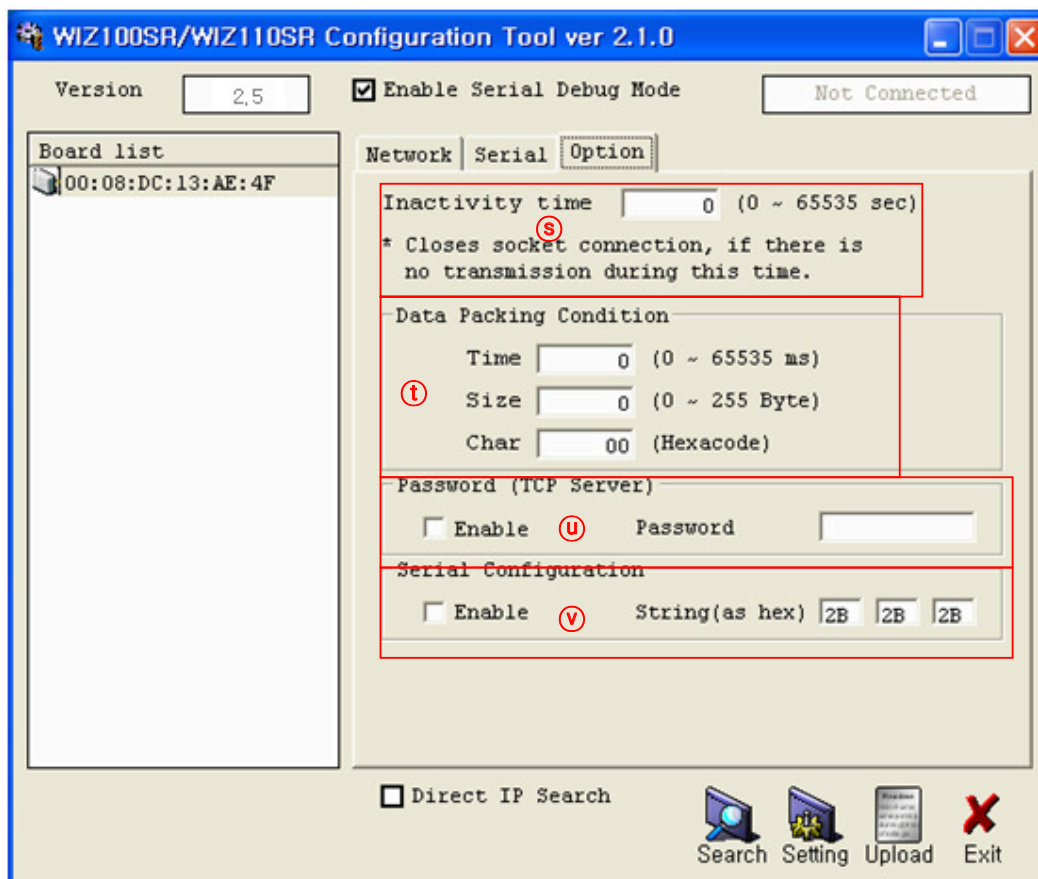 WIZ100SR/WIZ110SR Configuration Tool ver 2.1.0
Version 2,5 Enable Serial Debug Mode Not Connected
Board list
00:08:DC:13:AE:4F
Network Serial Option
Inactivity time 0 (0 ~ 65535 sec)
ⓢ
* Closes socket connection, if there is
no transmission during this time.
Data Packing Condition
Time 0 (0 ~ 65535 ms)
ⓣ Size 0 (0 ~ 255 Byte)
Char 00 (Hexacode)
Password (TCP Server)
Enable ⓤ Password
Serial Configuration
Enable ⓥ String(as hex) 2B 2B 2B
Direct IP Search
Search Setting Upload Exit